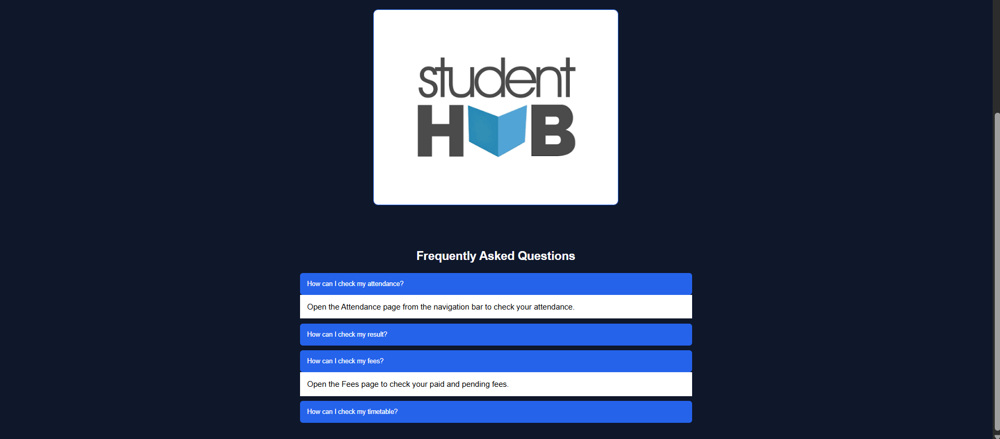 student
HUB
Frequently Asked Questions
How can I check my attendance?
Open the Attendance page from the navigation bar to check your attendance.
How can I check my result?
How can I check my fees?
Open the Fees page to check your paid and pending fees.
How can I check my timetable?